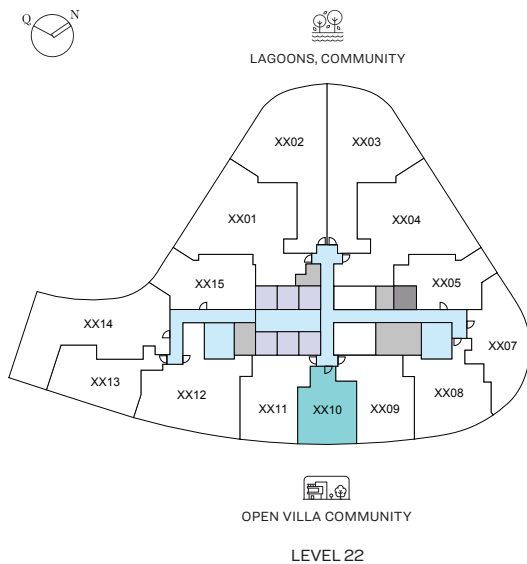 Q N
LAGOONS, COMMUNITY
XX02 XX03
XX01 XX04
XX15 XX05
XX14 XX07
XX13 XX12 XX11 XX10 XX09 XX08
OPEN VILLA COMMUNITY
LEVEL 22